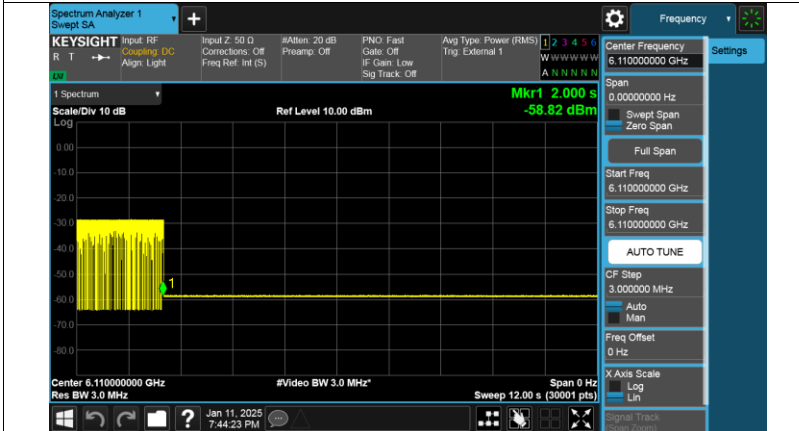 Spectrum Analyzer 1
Swept SA
Frequency
KEYSIGHT
R T
LXI
Input: RF
Coupling: DC
Align: Light
Input Z: 50 Ω
Corrections: Off
Freq Ref: Int (S)
#Atten: 20 dB
Preamp: Off
PNO: Fast
Gate: Off
IF Gain: Low
Sig Track: Off
Avg Type: Power (RMS)
Trig: External 1
1 2 3 4 5 6
W W W W W W
A N N N N N
1 Spectrum
Scale/Div 10 dB
Ref Level 10.00 dBm
Mkr1 2.000 s
-58.82 dBm
Log
0.00
-10.0
-20.0
-30.0
-40.0
-50.0
-60.0
-70.0
-80.0
1
Center 6.110000000 GHz
Res BW 3.0 MHz
#Video BW 3.0 MHz*
Span 0 Hz
Sweep 12.00 s (30001 pts)
Jan 11, 2025
7:44:23 PM
?
Center Frequency
6.110000000 GHz
Span
0.00000000 Hz
Swept Span
Zero Span
Full Span
Start Freq
6.110000000 GHz
Stop Freq
6.110000000 GHz
AUTO TUNE
CF Step
3.000000 MHz
Auto
Man
Freq Offset
0 Hz
X Axis Scale
Log
Lin
Signal Track
(Span Zoom)
Settings